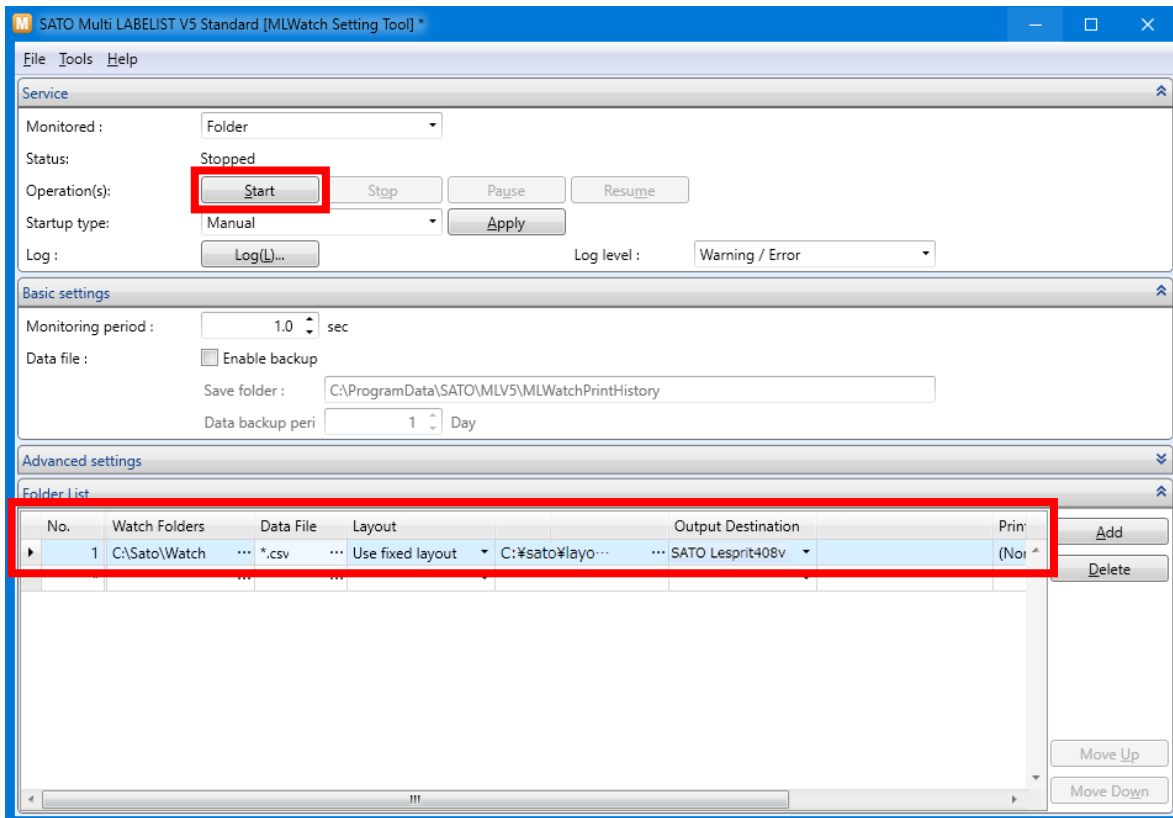 SATO Multi LABELIST V5 Standard [MLWatch Setting Tool] *
File Tools Help
Service
Monitored : Folder
Status: Stopped
Operation(s): Start Stop Pause Resume
Startup type: Manual Apply
Log : Log(L)... Log level : Warning / Error
Basic settings
Monitoring period : 1.0 sec
Data file : Enable backup
Save folder : C:\ProgramData\SATO\MLV5\MLWatchPrintHistory
Data backup peri 1 Day
Advanced settings
Folder List
No. Watch Folders Data File Layout Output Destination Prin
Add
1 C:\Sato\Watch ... *.csv ... Use fixed layout C:¥sato¥layo... ... SATO Lesprit408v (Nor
Delete
* ... ...
Move Up
Move Down